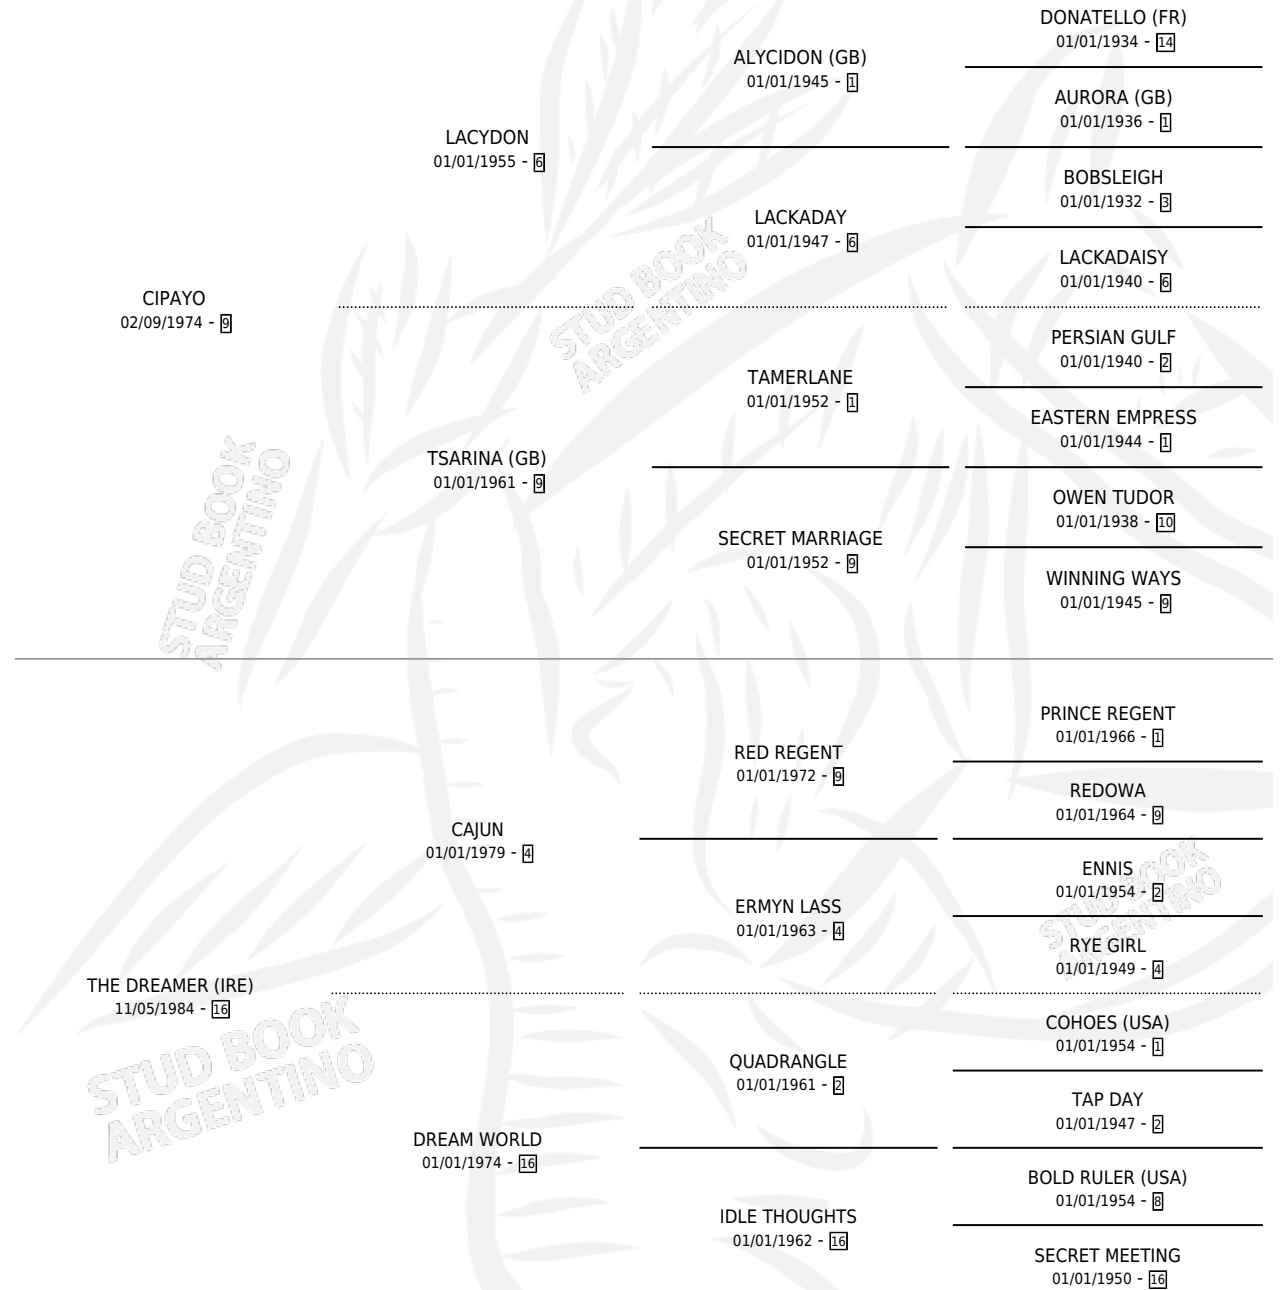 DONATELLO (FR)
01/01/1934 - 14
ALYCIDON (GB)
01/01/1945 - 1
AURORA (GB)
01/01/1936 - 1
LACYDON
01/01/1955 - 6
BOBSLEIGH
01/01/1932 - 3
LACKADAY
01/01/1947 - 6
LACKADAISY
01/01/1940 - 6
CIPAYO
02/09/1974 - 9
STUD BOOK
ARGENTINO
PERSIAN GULF
01/01/1940 - 2
TAMERLANE
01/01/1952 - 1
EASTERN EMPRESS
01/01/1944 - 1
TSARINA (GB)
01/01/1961 - 9
OWEN TUDOR
01/01/1938 - 10
SECRET MARRIAGE
01/01/1952 - 9
WINNING WAYS
01/01/1945 - 9
STUD BOOK
ARGENTINO
PRINCE REGENT
01/01/1966 - 1
RED REGENT
01/01/1972 - 9
REDOWA
01/01/1964 - 9
CAJUN
01/01/1979 - 4
ENNIS
01/01/1954 - 2
ERMYN LASS
01/01/1963 - 4
RYE GIRL
01/01/1949 - 4
STUD BOOK
ARGENTINO
THE DREAMER (IRE)
11/05/1984 - 16
COHOES (USA)
01/01/1954 - 1
STUD BOOK
ARGENTINO
QUADRANGLE
01/01/1961 - 2
TAP DAY
01/01/1947 - 2
DREAM WORLD
01/01/1974 - 16
BOLD RULER (USA)
01/01/1954 - 8
IDLE THOUGHTS
01/01/1962 - 16
SECRET MEETING
01/01/1950 - 16